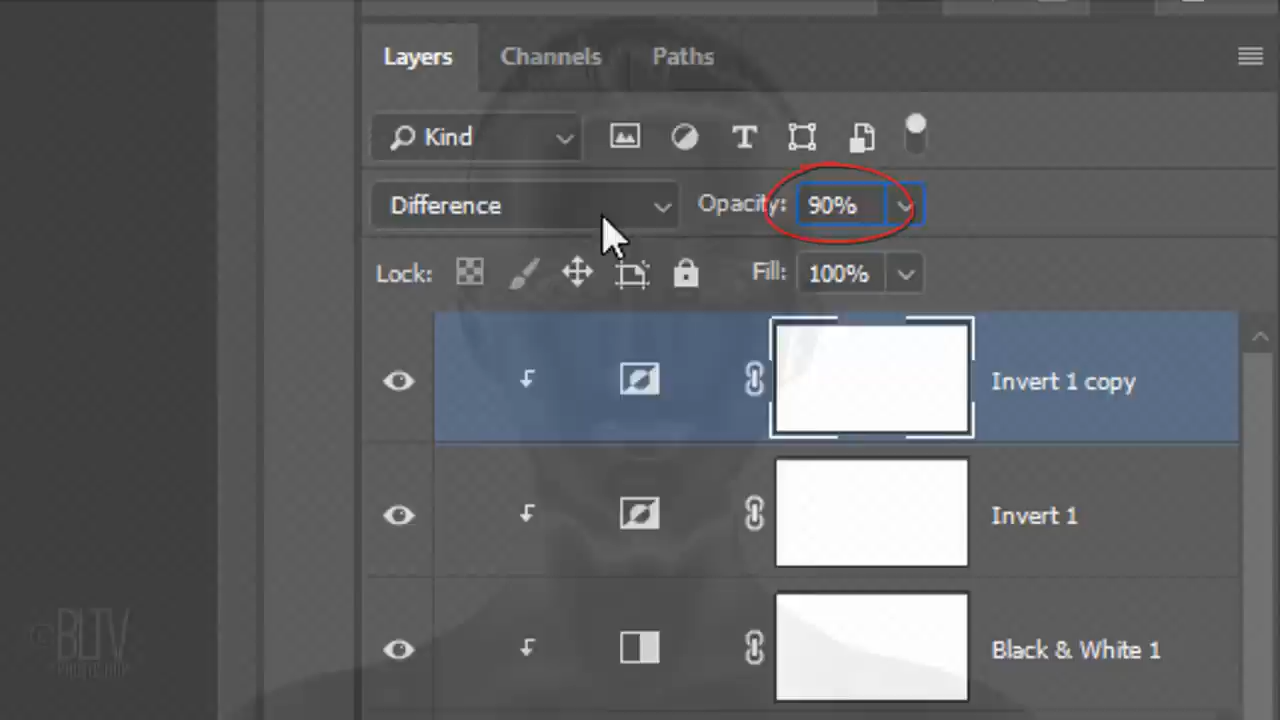 Layers Channels Paths
Kind T
Difference Opacity: 90%
Lock: Fill: 100%
Invert 1 copy
Invert 1
Black & White 1
©BLTV
PHOTOSHOP